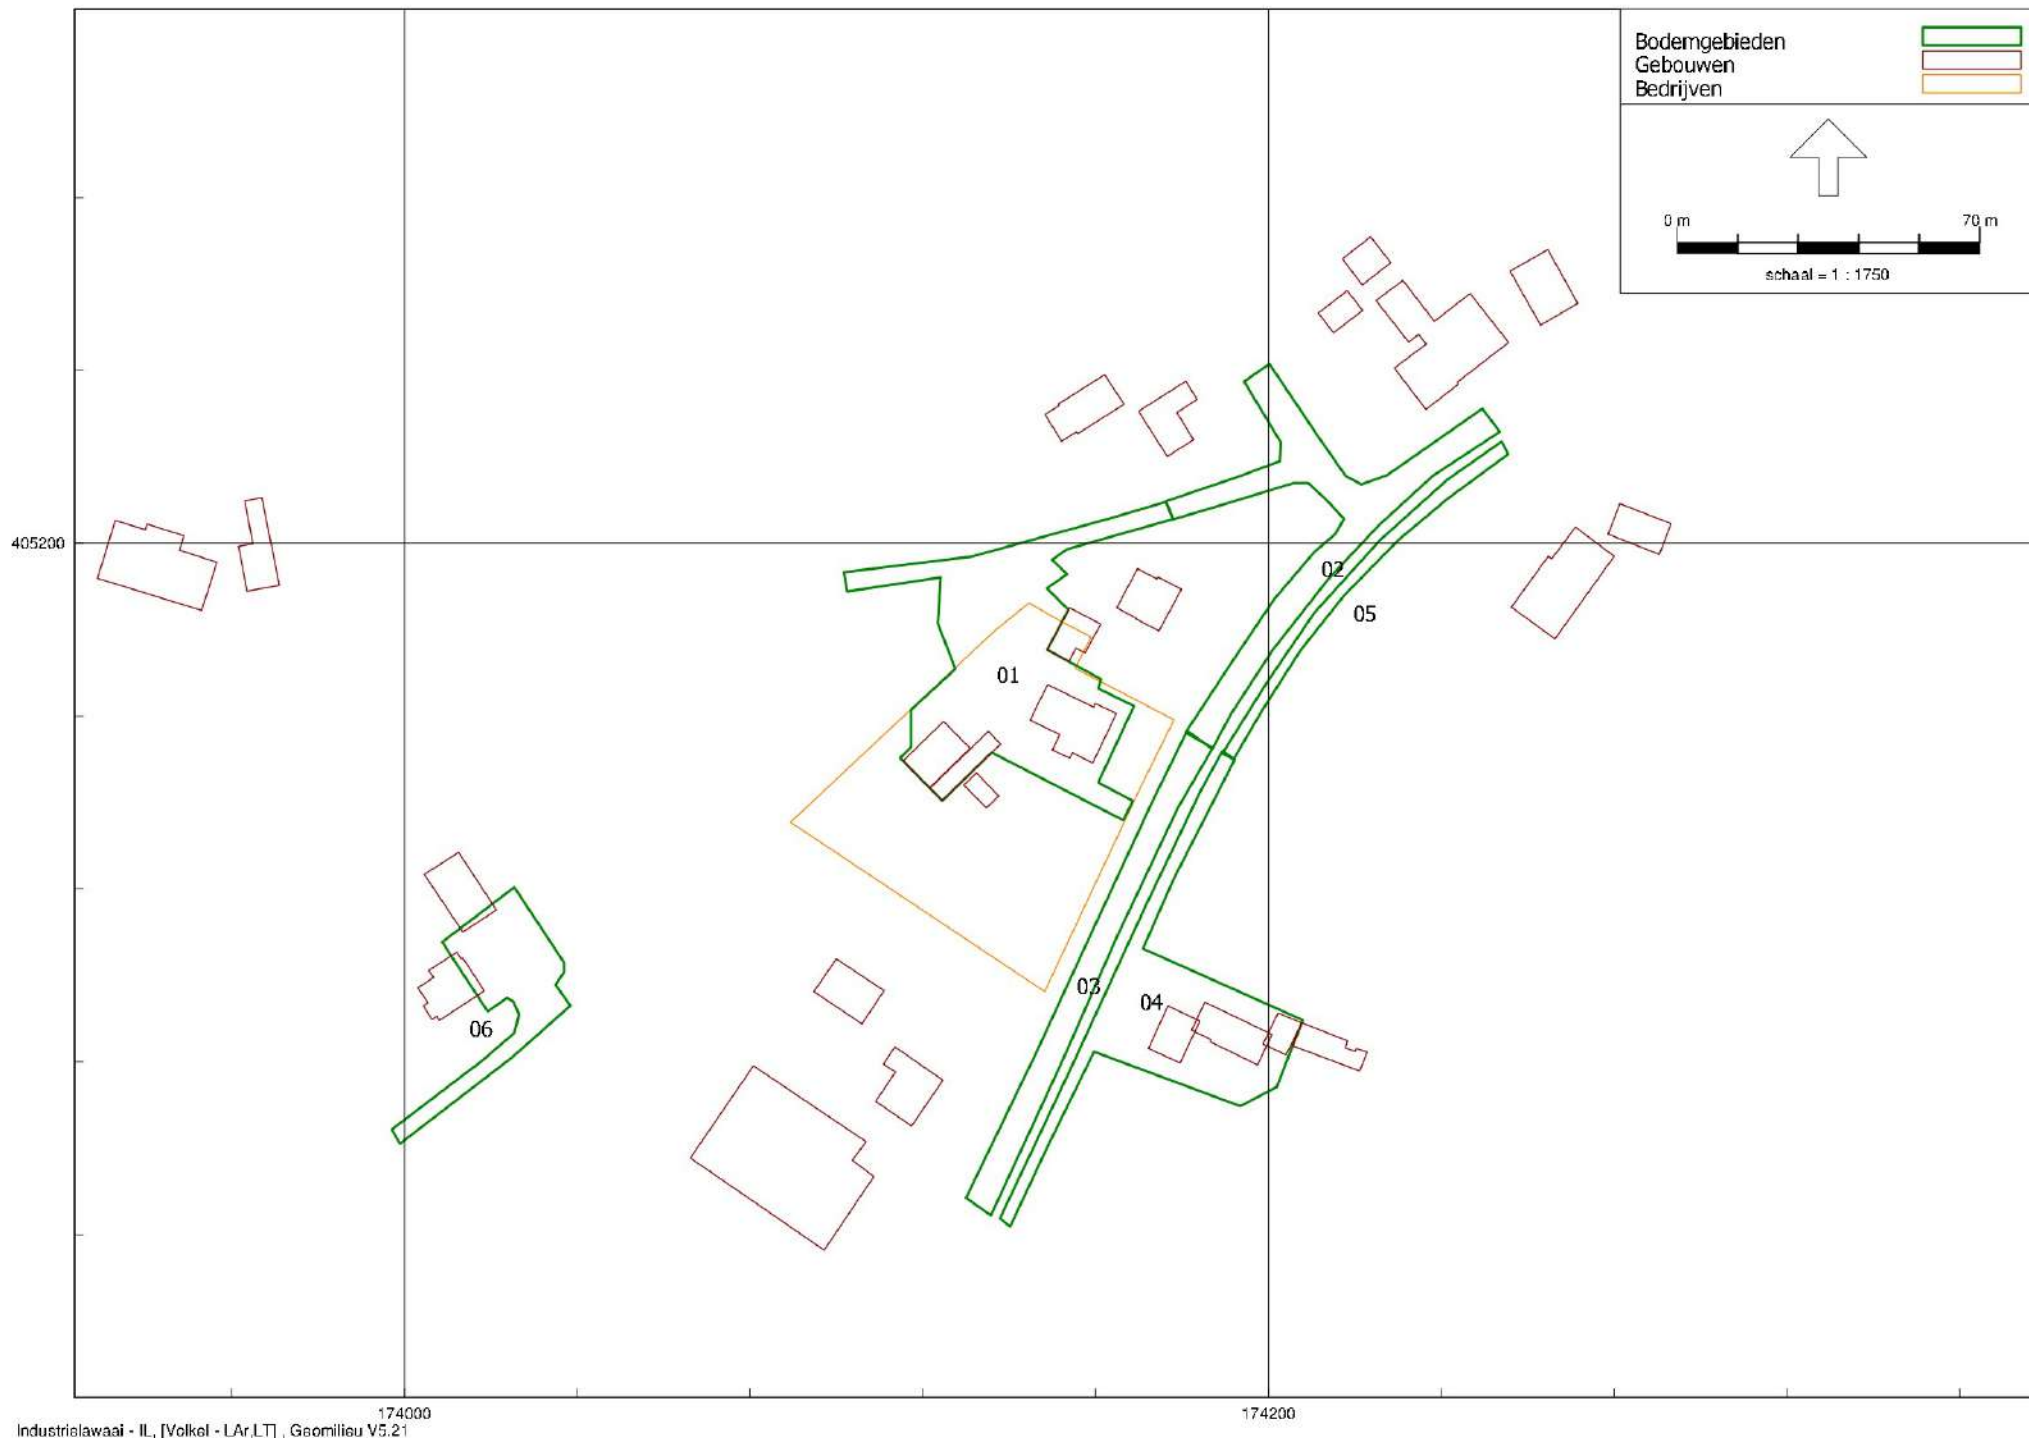 Bodemgebieden
Gebouwen
Bedrijven
0 m 70 m
schaal = 1 : 1750
405200
02
05
01
03
04
06
174000 174200
Industrielawaai - IL, [Volkel - LAr,LT] , Geomilieu V5.21